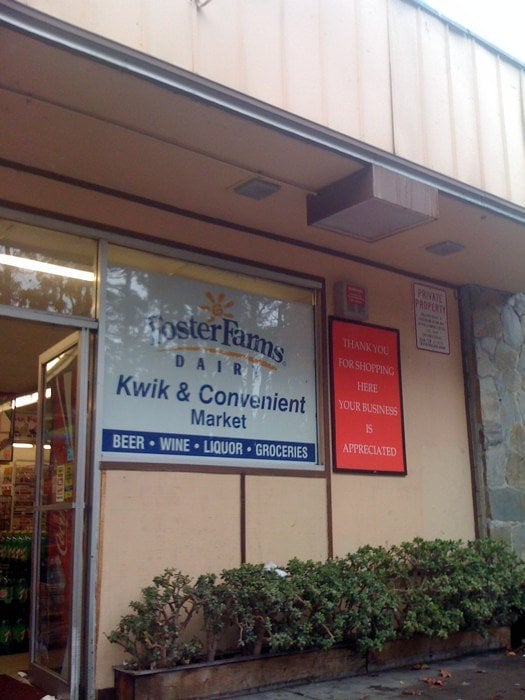 FosterFarms
DAIRY
Kwik & Convenient
Market
BEER • WINE • LIQUOR • GROCERIES
THANK YOU
FOR SHOPPING
HERE
YOUR BUSINESS
IS
APPRECIATED
PRIVATE
PROPERTY